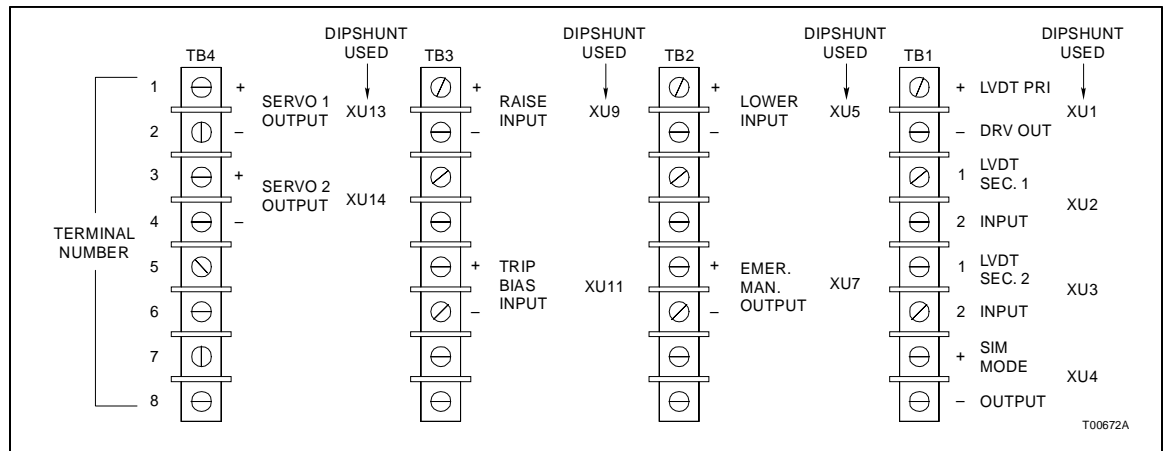 DIPSHUNT USED DIPSHUNT USED DIPSHUNT USED DIPSHUNT USED
TB4 TB3 TB2 TB1
TERMINAL
NUMBER
1
2
3
4
5
6
7
8
+
SERVO 1
OUTPUT
–
XU13
+
SERVO 2
OUTPUT
–
XU14
+
RAISE
INPUT
–
XU9
+
TRIP
BIAS
INPUT
–
XU11
+
LOWER
INPUT
–
XU5
+
EMER.
MAN.
OUTPUT
–
XU7
+ LVDT PRI
XU1
– DRV OUT
1 LVDT
SEC. 1
XU2
2 INPUT
1 LVDT
SEC. 2
XU3
2 INPUT
+ SIM
MODE
XU4
– OUTPUT
T00672A